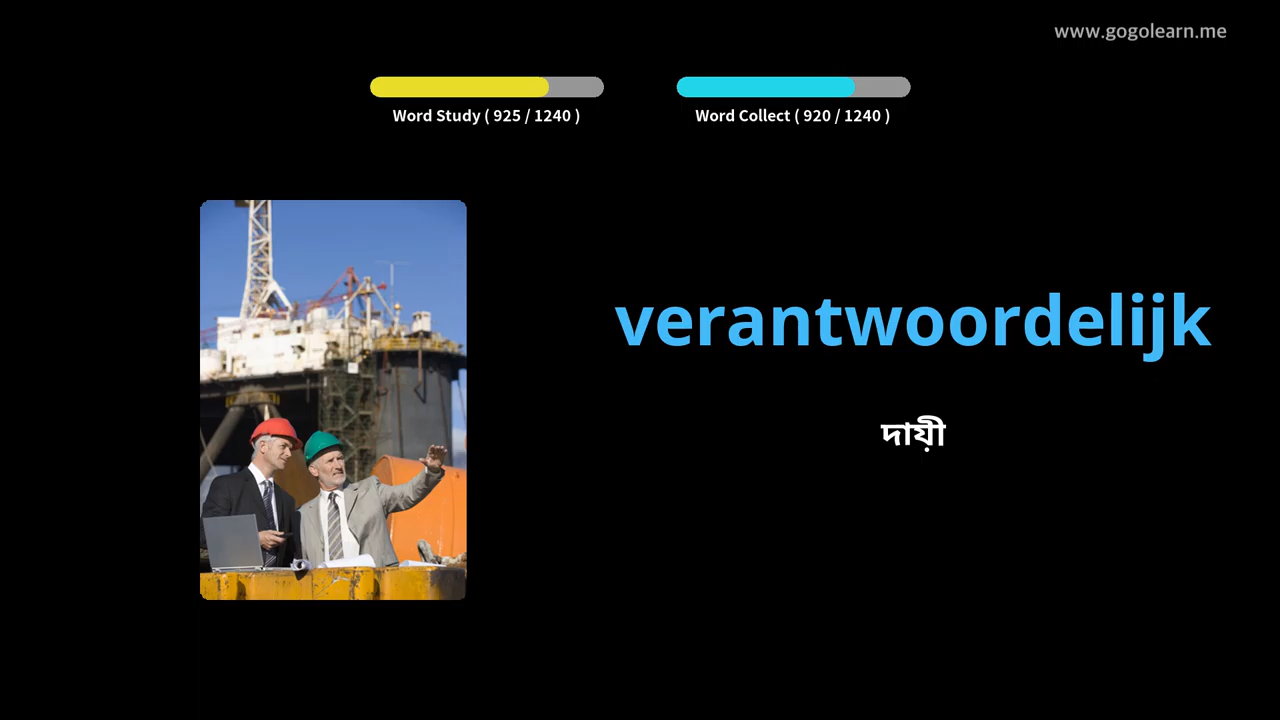 www.gogolearn.me
Word Study ( 925 / 1240 )
Word Collect ( 920 / 1240 )
verantwoordelijk
দায়ী